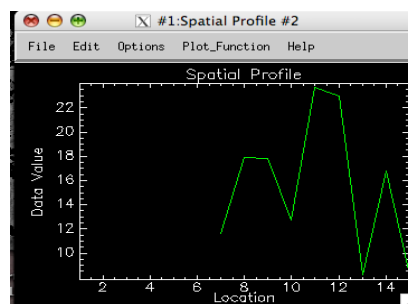 #1:Spatial Profile #2
File Edit Options Plot_Function Help
Spatial Profile
22
20
18
16
14
12
10
Data Value
2 4 6 8 10 12 14
Location